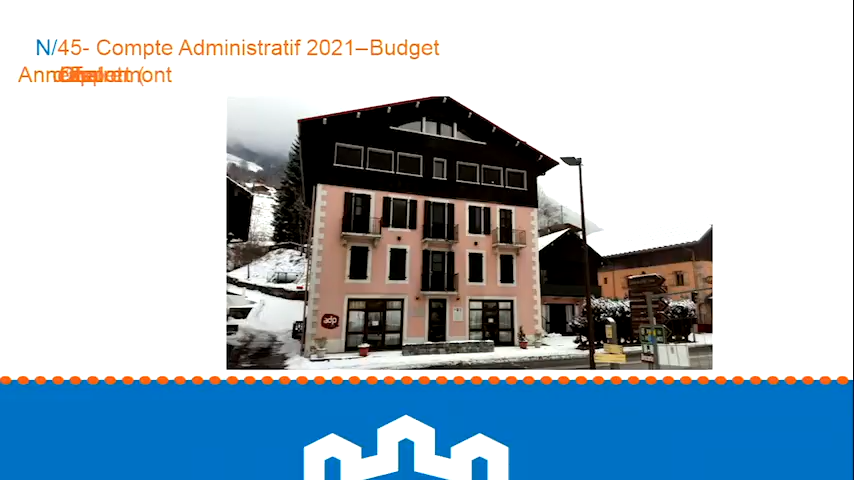 N/45- Compte Administratif 2021–Budget
adp